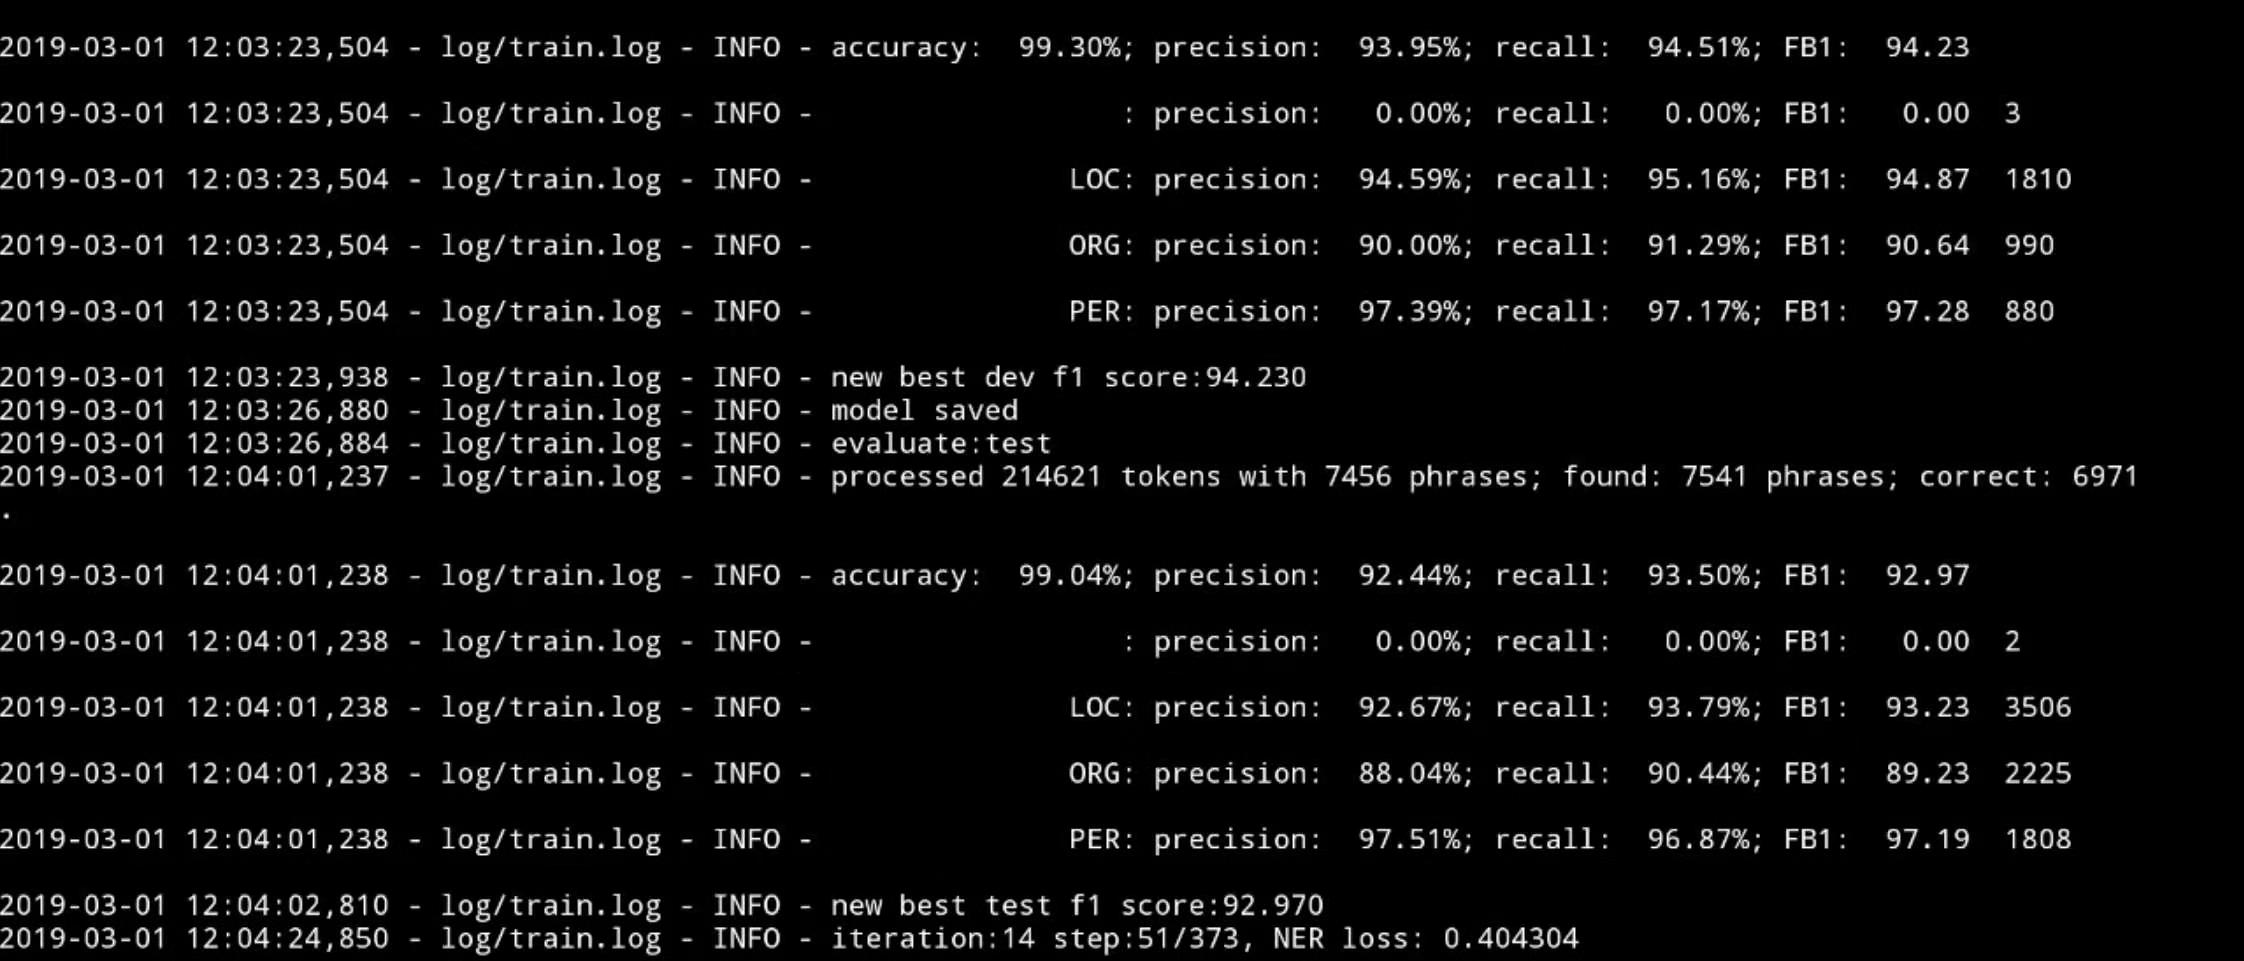 2019-03-01 12:03:23,504 - log/train.log - INFO - accuracy:  99.30%; precision:  93.95%; recall:  94.51%; FB1:  94.23
2019-03-01 12:03:23,504 - log/train.log - INFO -                  : precision:   0.00%; recall:   0.00%; FB1:   0.00  3
2019-03-01 12:03:23,504 - log/train.log - INFO -               LOC: precision:  94.59%; recall:  95.16%; FB1:  94.87  1810
2019-03-01 12:03:23,504 - log/train.log - INFO -               ORG: precision:  90.00%; recall:  91.29%; FB1:  90.64  990
2019-03-01 12:03:23,504 - log/train.log - INFO -               PER: precision:  97.39%; recall:  97.17%; FB1:  97.28  880
2019-03-01 12:03:23,938 - log/train.log - INFO - new best dev f1 score:94.230
2019-03-01 12:03:26,880 - log/train.log - INFO - model saved
2019-03-01 12:03:26,884 - log/train.log - INFO - evaluate:test
2019-03-01 12:04:01,237 - log/train.log - INFO - processed 214621 tokens with 7456 phrases; found: 7541 phrases; correct: 6971
.
2019-03-01 12:04:01,238 - log/train.log - INFO - accuracy:  99.04%; precision:  92.44%; recall:  93.50%; FB1:  92.97
2019-03-01 12:04:01,238 - log/train.log - INFO -                  : precision:   0.00%; recall:   0.00%; FB1:   0.00  2
2019-03-01 12:04:01,238 - log/train.log - INFO -               LOC: precision:  92.67%; recall:  93.79%; FB1:  93.23  3506
2019-03-01 12:04:01,238 - log/train.log - INFO -               ORG: precision:  88.04%; recall:  90.44%; FB1:  89.23  2225
2019-03-01 12:04:01,238 - log/train.log - INFO -               PER: precision:  97.51%; recall:  96.87%; FB1:  97.19  1808
2019-03-01 12:04:02,810 - log/train.log - INFO - new best test f1 score:92.970
2019-03-01 12:04:24,850 - log/train.log - INFO - iteration:14 step:51/373, NER loss: 0.404304